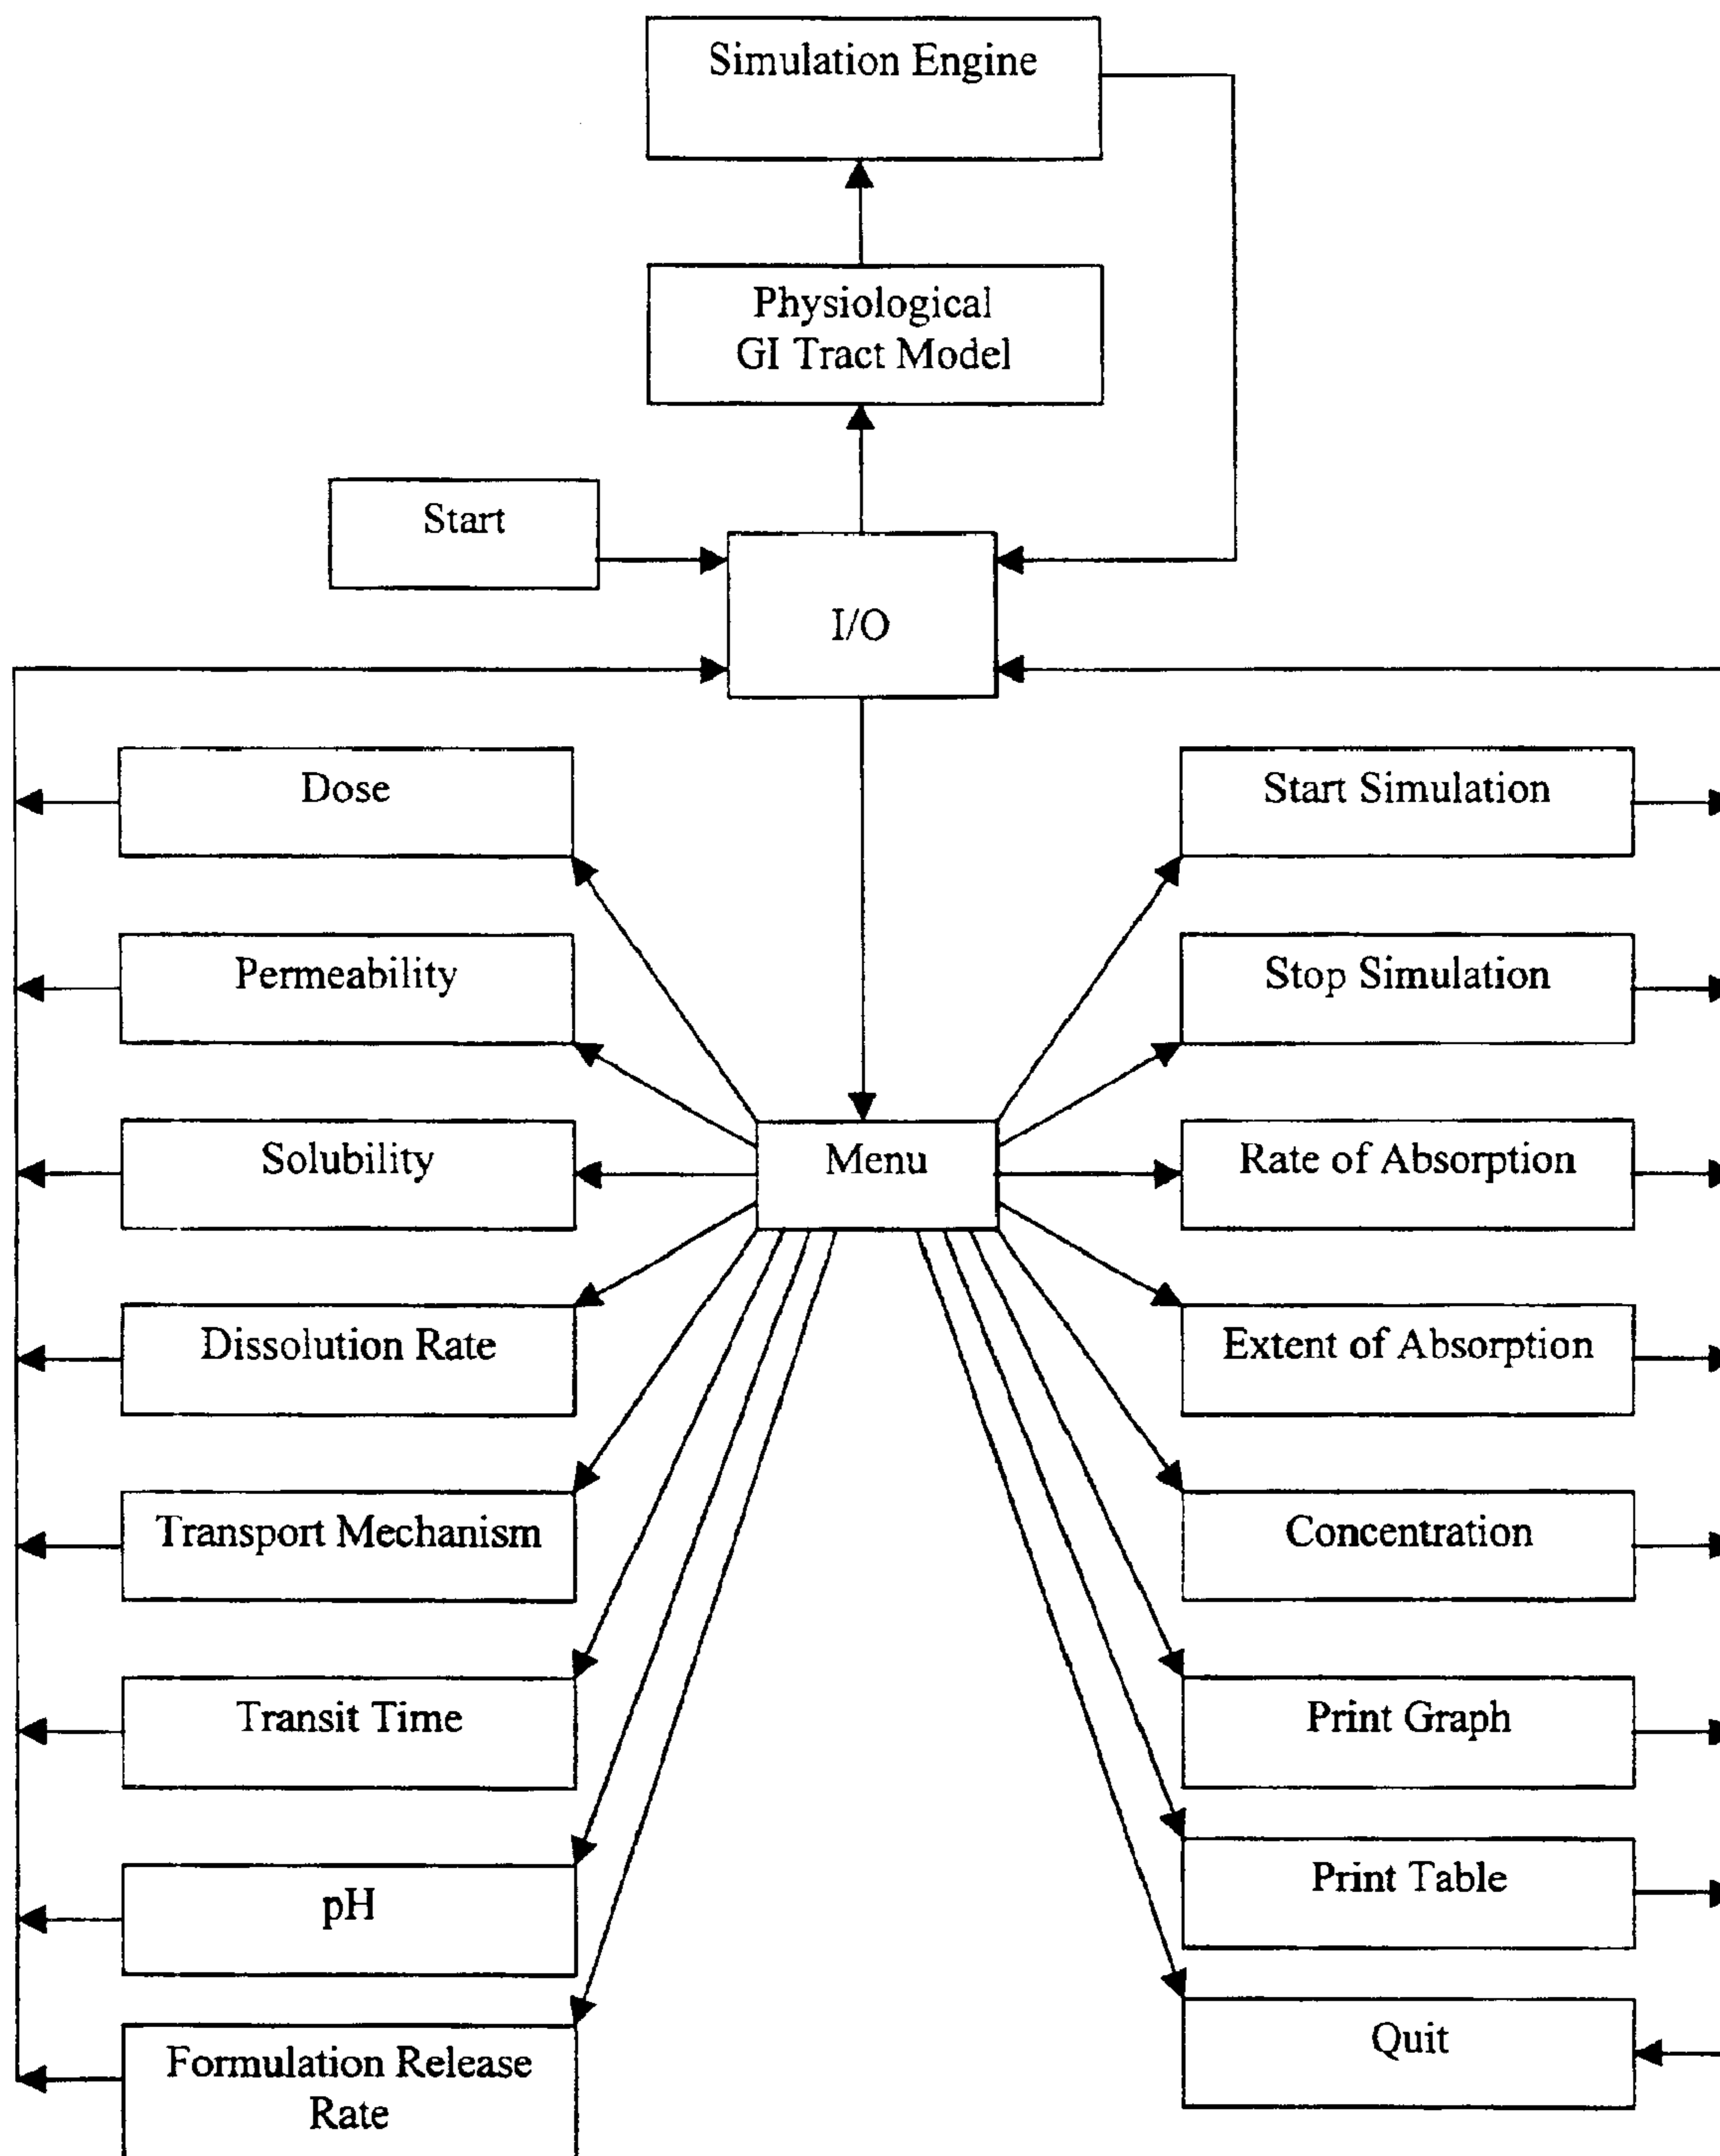 Simulation Engine
Physiological
GI Tract Model
Start
I/O
Dose
Start Simulation
Permeability
Stop Simulation
Solubility
Menu
Rate of Absorption
Dissolution Rate
Extent of Absorption
Transport Mechanism
Concentration
Transit Time
Print Graph
pH
Print Table
Formulation Release
Rate
Quit